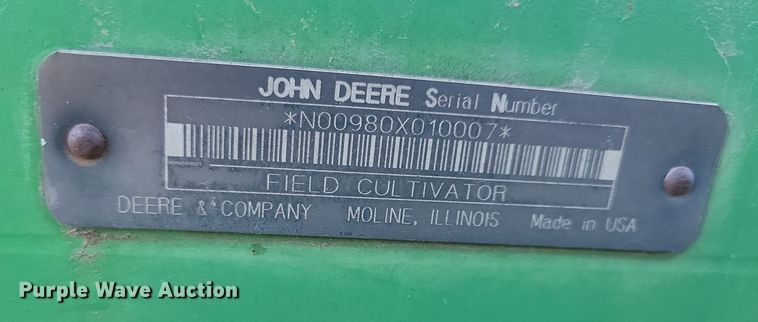 JOHN DEERE Serial Number
*N00980X010007*
FIELD CULTIVATOR
DEERE & COMPANY MOLINE, ILLINOIS Made in USA
Purple Wave Auction